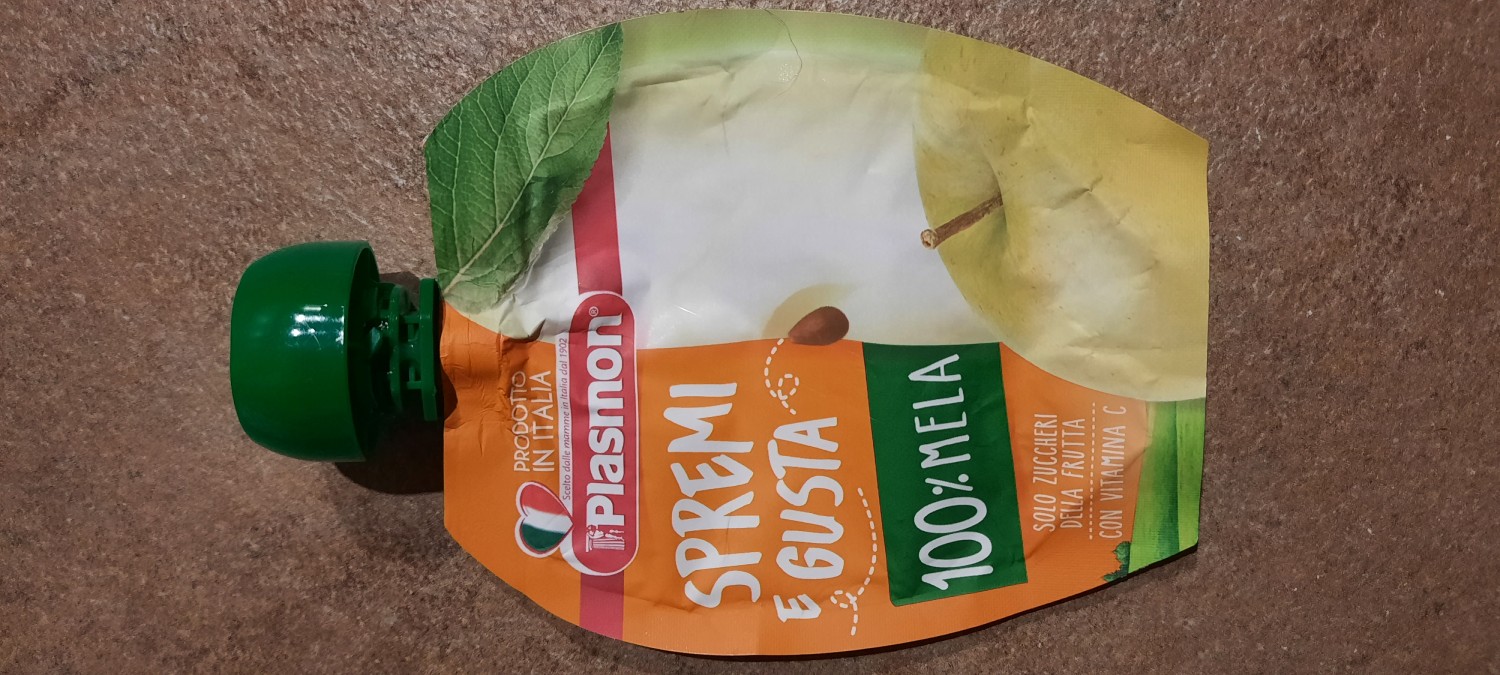 PRODOTTO
IN ITALIA
Scelto dalle mamme in Italia dal 1902
Plasmon®
SPREMI
E GUSTA
100% MELA
SOLO ZUCCHERI
DELLA FRUTTA
CON VITAMINA C